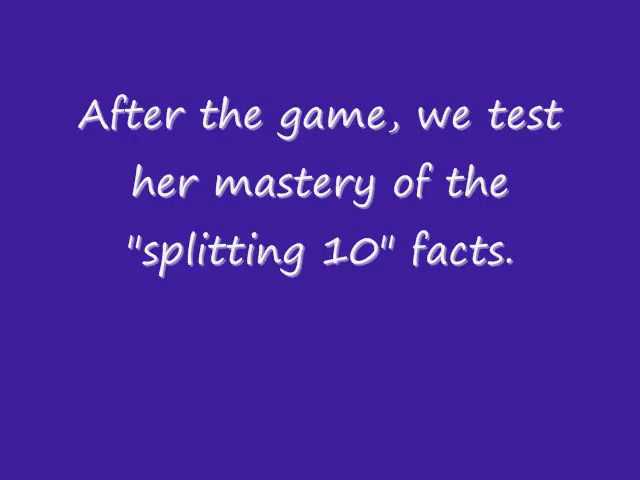 After the game, we test
her mastery of the
"splitting 10" facts.